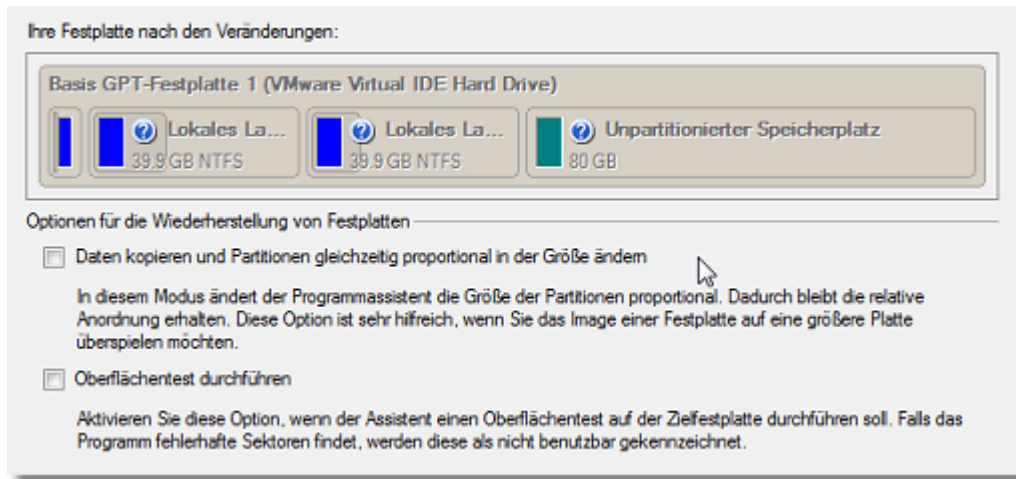 Ihre Festplatte nach den Veränderungen:
Basis GPT-Festplatte 1 (VMware Virtual IDE Hard Drive)
Lokales La... Lokales La... Unpartitionierter Speicherplatz
39.9 GB NTFS 39.9 GB NTFS 80 GB
Optionen für die Wiederherstellung von Festplatten
Daten kopieren und Partitionen gleichzeitig proportional in der Größe ändern
In diesem Modus ändert der Programmassistent die Größe der Partitionen proportional. Dadurch bleibt die relative
Anordnung erhalten. Diese Option ist sehr hilfreich, wenn Sie das Image einer Festplatte auf eine größere Platte
überspielen möchten.
Oberflächentest durchführen
Aktivieren Sie diese Option, wenn der Assistent einen Oberflächentest auf der Zielfestplatte durchführen soll. Falls das
Programm fehlerhafte Sektoren findet, werden diese als nicht benutzbar gekennzeichnet.